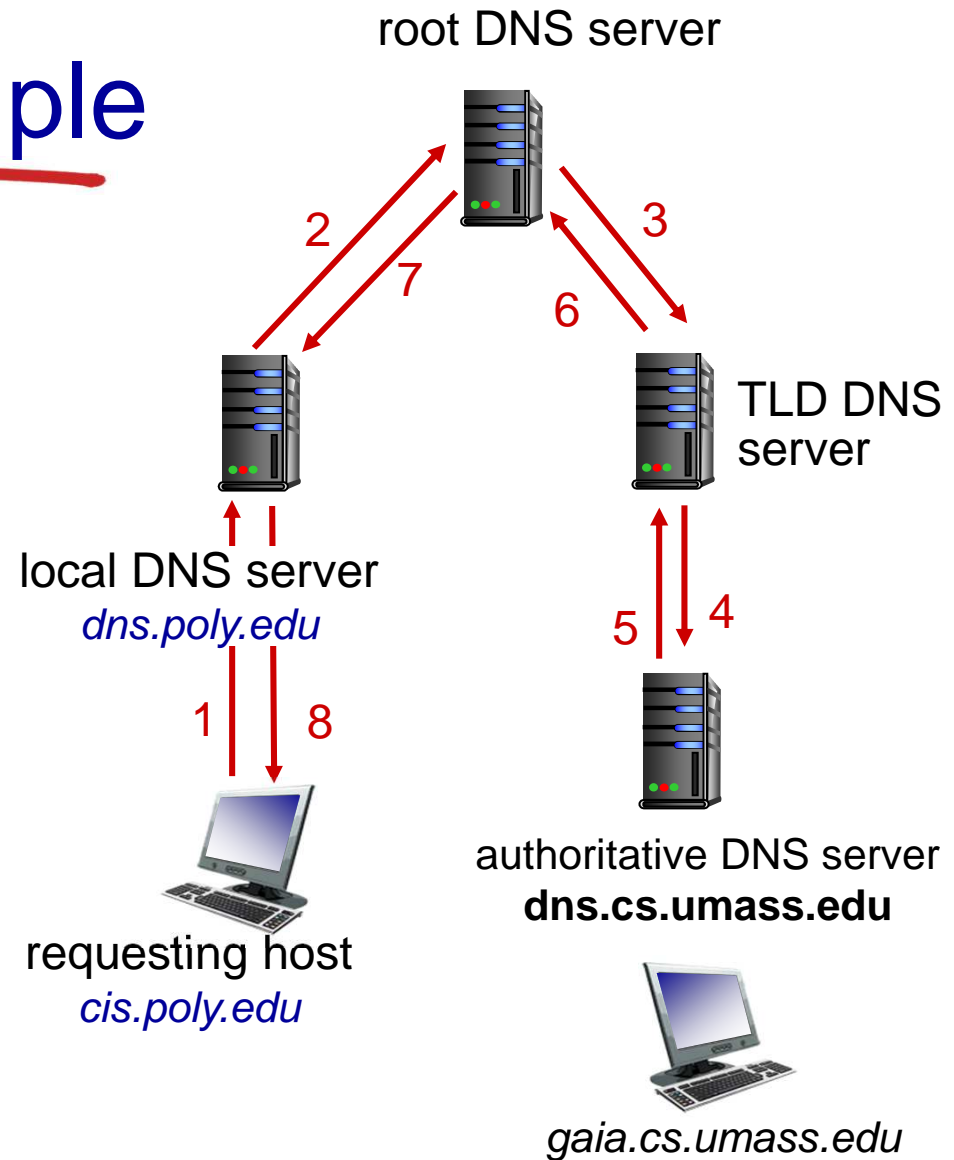 root DNS server
ple
2
3
7
6
TLD DNS
server
local DNS server
dns.poly.edu
5
4
1
8
authoritative DNS server
dns.cs.umass.edu
requesting host
cis.poly.edu
gaia.cs.umass.edu